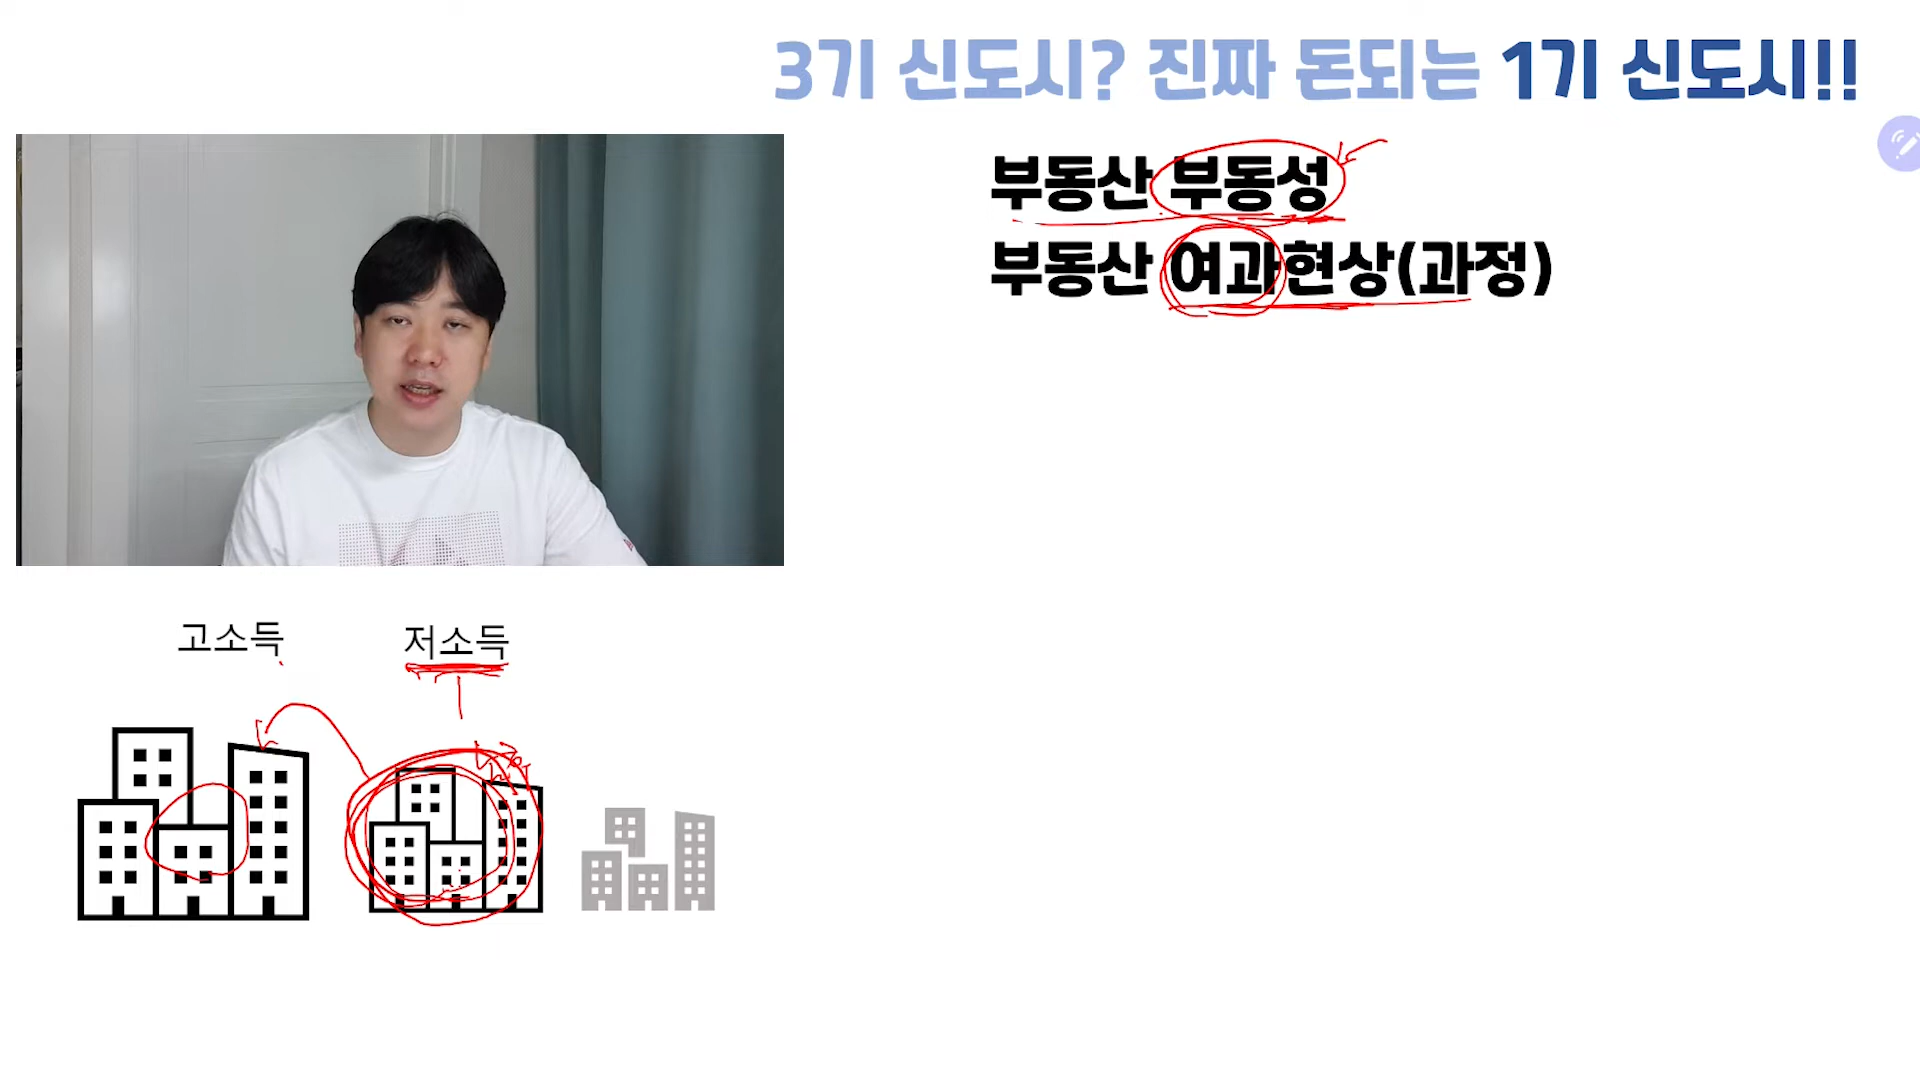 3기 신도시? 진짜 돈되는 1기 신도시!!
부동산 부동성
부동산 여과현상(과정)
고소득 저소득